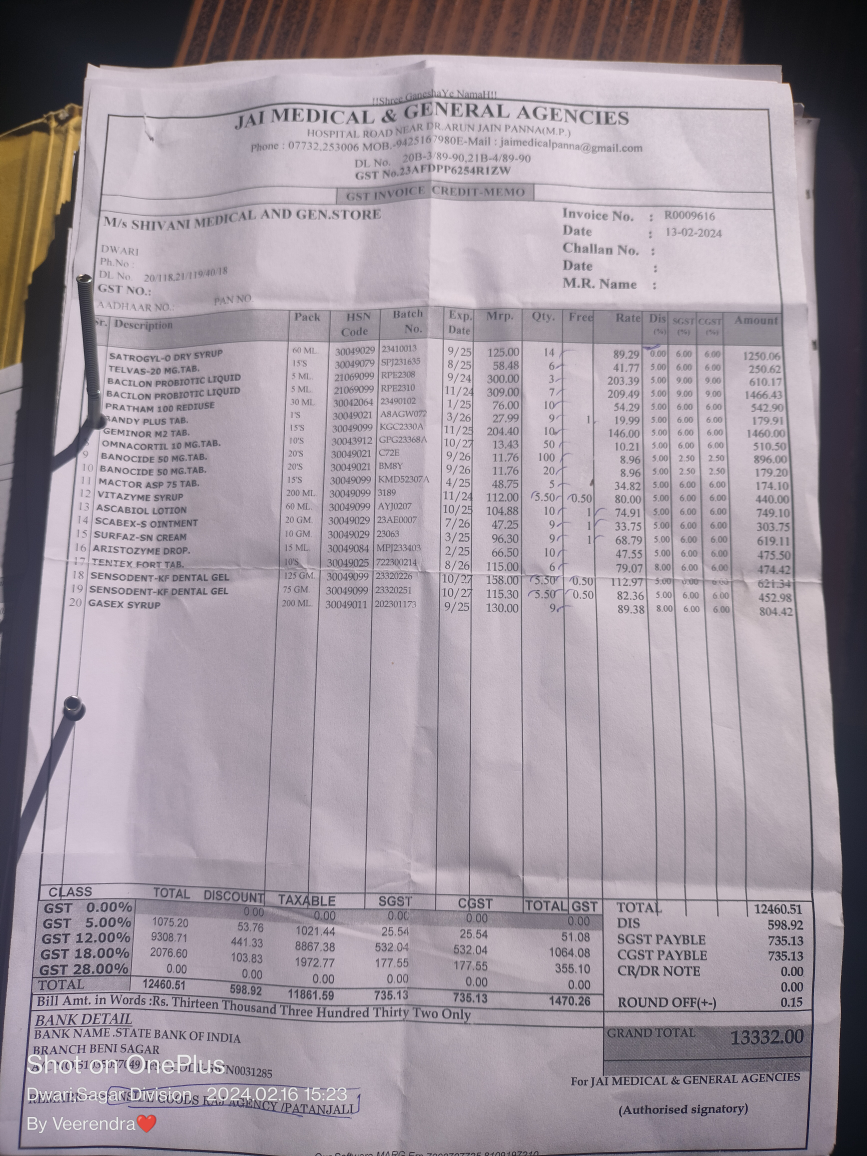 !!Shree GaneshaYe NamaH!!
JAI MEDICAL & GENERAL AGENCIES
HOSPITAL ROAD NEAR DR.ARUN JAIN PANNA(M.P.)
Phone : 07732,253006 MOB.-9425167980E-Mail : jaimedicalpanna@gmail.com
DL No. 20B-3/89-90,21B-4/89-90
GST No.23AFDPP6254R1ZW
GST INVOICE CREDIT-MEMO
M/s SHIVANI MEDICAL AND GEN.STORE
DWARI
Ph.No :
DL No. 20/118,21/119/40/18
GST NO.:
AADHAAR NO.: PAN NO
Invoice No. : R0009616
Date : 13-02-2024
Challan No. :
Date :
M.R. Name :
Sr. Description Pack HSN Code Batch No. Exp. Date Mrp. Qty. Free Rate Dis (%) SGST (%) CGST (%) Amount
SATROGYL-O DRY SYRUP 60 ML. 30049029 23410013 9/25 125.00 14 89.29 0.00 6.00 6.00 1250.06
TELVAS-20 MG.TAB. 15'S 30049079 SPJ231635 8/25 58.48 6 41.77 5.00 6.00 6.00 250.62
BACILON PROBIOTIC LIQUID 5 ML. 21069099 RPE2308 9/24 300.00 3 203.39 5.00 9.00 9.00 610.17
BACILON PROBIOTIC LIQUID 5 ML. 21069099 RPE2310 11/24 309.00 7 209.49 5.00 9.00 9.00 1466.43
PRATHAM 100 REDIUSE 30 ML. 30042064 23490102 1/25 76.00 10 54.29 5.00 6.00 6.00 542.90
BANDY PLUS TAB. 1'S 30049021 A8AGW072 3/26 27.99 9 1 19.99 5.00 6.00 6.00 179.91
GEMINOR M2 TAB. 15'S 30049099 KGC2330A 11/25 204.40 10 146.00 5.00 6.00 6.00 1460.00
8 OMNACORTIL 10 MG.TAB. 10'S 30043912 GPG23368A 10/27 13.43 50 10.21 5.00 6.00 6.00 510.50
9 BANOCIDE 50 MG.TAB. 20'S 30049021 C72E 9/26 11.76 100 8.96 5.00 2.50 2.50 896.00
10 BANOCIDE 50 MG.TAB. 20'S 30049021 BM8Y 9/26 11.76 20 8.96 5.00 2.50 2.50 179.20
11 MACTOR ASP 75 TAB. 15'S 30049099 KMD52307A 4/25 48.75 5 34.82 5.00 6.00 6.00 174.10
12 VITAZYME SYRUP 200 ML. 30049099 3189 11/24 112.00 5.50 0.50 80.00 5.00 6.00 6.00 440.00
13 ASCABIOL LOTION 60 ML. 30049099 AYJ0207 10/25 104.88 10 1 74.91 5.00 6.00 6.00 749.10
14 SCABEX-S OINTMENT 20 GM. 30049029 23AE0007 7/26 47.25 9 1 33.75 5.00 6.00 6.00 303.75
15 SURFAZ-SN CREAM 10 GM. 30049029 23063 3/25 96.30 9 1 68.79 5.00 6.00 6.00 619.11
16 ARISTOZYME DROP. 15 ML. 30049084 MPJ233403 2/25 66.50 10 47.55 5.00 6.00 6.00 475.50
17 TENTEX FORT TAB. 10'S 30049025 722300214 8/26 115.00 6 79.07 8.00 6.00 6.00 474.42
18 SENSODENT-KF DENTAL GEL 125 GM. 30049099 23320226 10/27 158.00 5.50 0.50 112.97 5.00 6.00 6.00 621.34
19 SENSODENT-KF DENTAL GEL 75 GM. 30049099 23320251 10/27 115.30 5.50 0.50 82.36 5.00 6.00 6.00 452.98
20 GASEX SYRUP 200 ML. 30049011 202301173 9/25 130.00 9 89.38 8.00 6.00 6.00 804.42
CLASS TOTAL DISCOUNT TAXABLE SGST CGST TOTAL GST
GST 0.00% 0.00 0.00 0.00 0.00 0.00
GST 5.00% 1075.20 53.76 1021.44 25.54 25.54 51.08
GST 12.00% 9308.71 441.33 8867.38 532.04 532.04 1064.08
GST 18.00% 2076.60 103.83 1972.77 177.55 177.55 355.10
GST 28.00% 0.00 0.00 0.00 0.00 0.00 0.00
TOTAL 12460.51 598.92 11861.59 735.13 735.13 1470.26
TOTAL 12460.51
DIS 598.92
SGST PAYBLE 735.13
CGST PAYBLE 735.13
CR/DR NOTE 0.00
0.00
ROUND OFF(+-) 0.15
Bill Amt. in Words :Rs. Thirteen Thousand Three Hundred Thirty Two Only
GRAND TOTAL 13332.00
BANK DETAIL
BANK NAME .STATE BANK OF INDIA
BRANCH BENI SAGAR
For JAI MEDICAL & GENERAL AGENCIES
GOODS RAJ AGENCY /PATANJALI
(Authorised signatory)
Shot on OnePlus
Dwari Sagar Division 2024.02.16 15:23
By Veerendra❤️